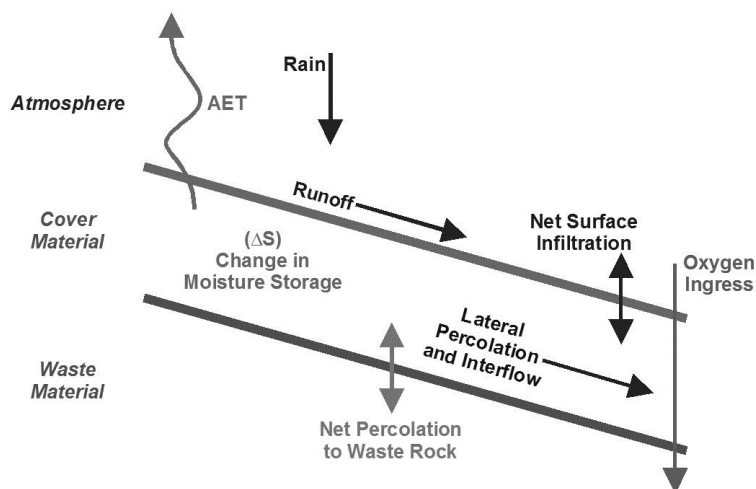 Rain
Atmosphere
AET
Runoff
Cover
Material
(ΔS)
Change in
Moisture Storage
Net Surface
Infiltration
Oxygen
Ingress
Lateral
Percolation
and Interflow
Waste
Material
Net Percolation
to Waste Rock